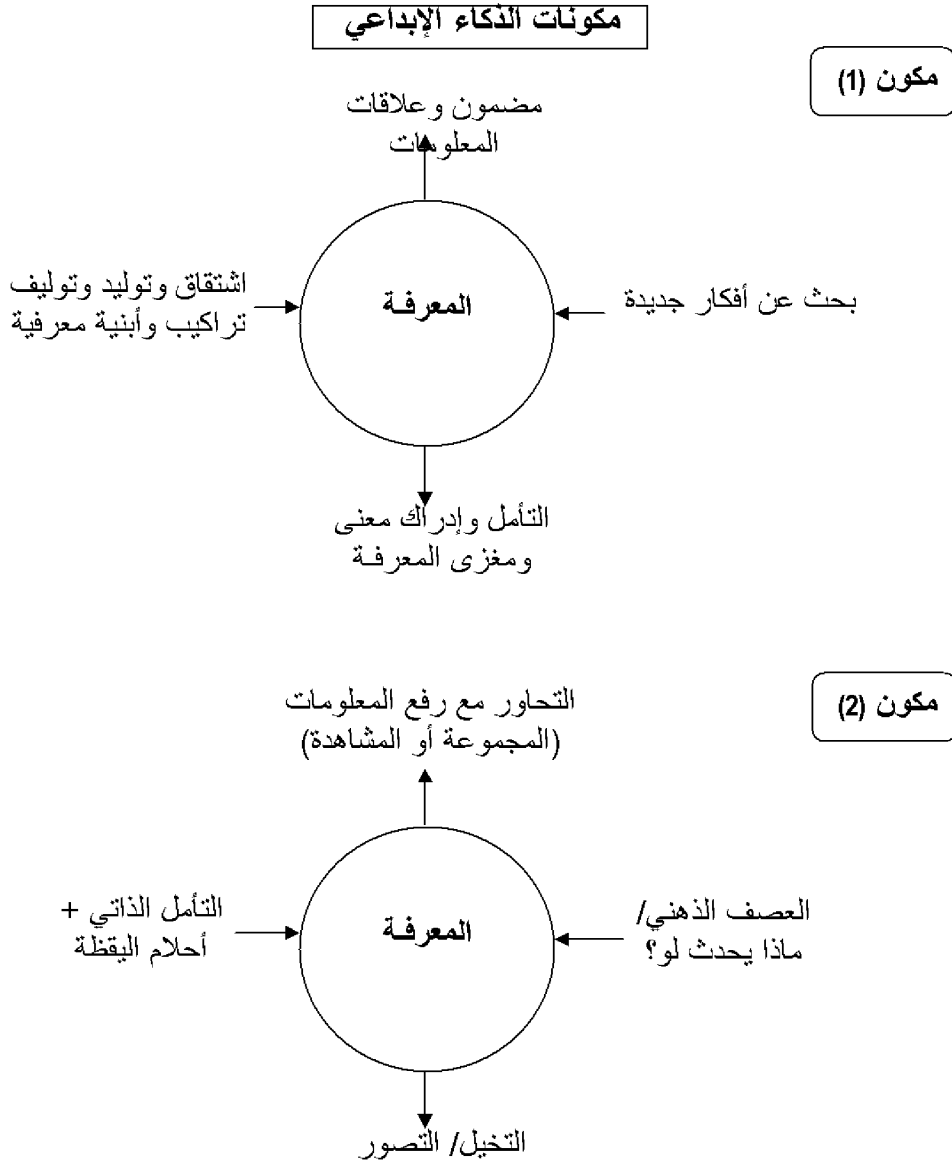 مكونات الذكاء الإبداعي
مكون (1)
مضمون وعلاقات
المعلومات
بحث عن أفكار جديدة
المعرفـة
اشتقاق وتوليد وتوليف
تراكيب وأبنية معرفية
التأمل وإدراك معنى
ومغزى المعرفـة
مكون (2)
التحاور مع رفع المعلومات
(المجموعة أو المشاهدة)
العصف الذهني/
ماذا يحدث لو؟
المعرفـة
التأمل الذاتي +
أحلام اليقظة
التخيل/ التصور